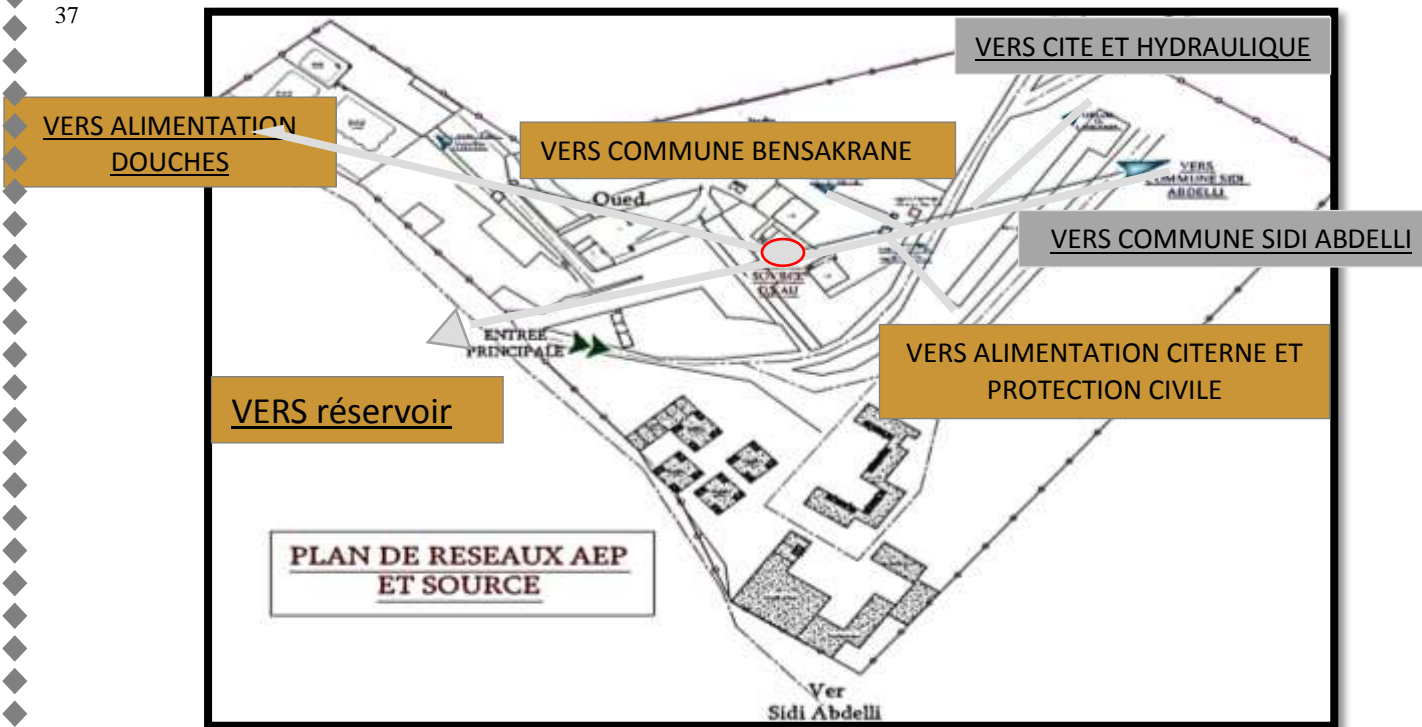 37
VERS CITE ET HYDRAULIQUE
VERS ALIMENTATION
DOUCHES
VERS COMMUNE BENSAKRANE
VERS
COMMUNE SIDI
ABDELLI
Oued
VERS COMMUNE SIDI ABDELLI
SOURCE
D'EAU
ENTREE
PRINCIPALE
VERS ALIMENTATION CITERNE ET
PROTECTION CIVILE
VERS réservoir
PLAN DE RESEAUX AEP
ET SOURCE
Ver
Sidi Abdelli